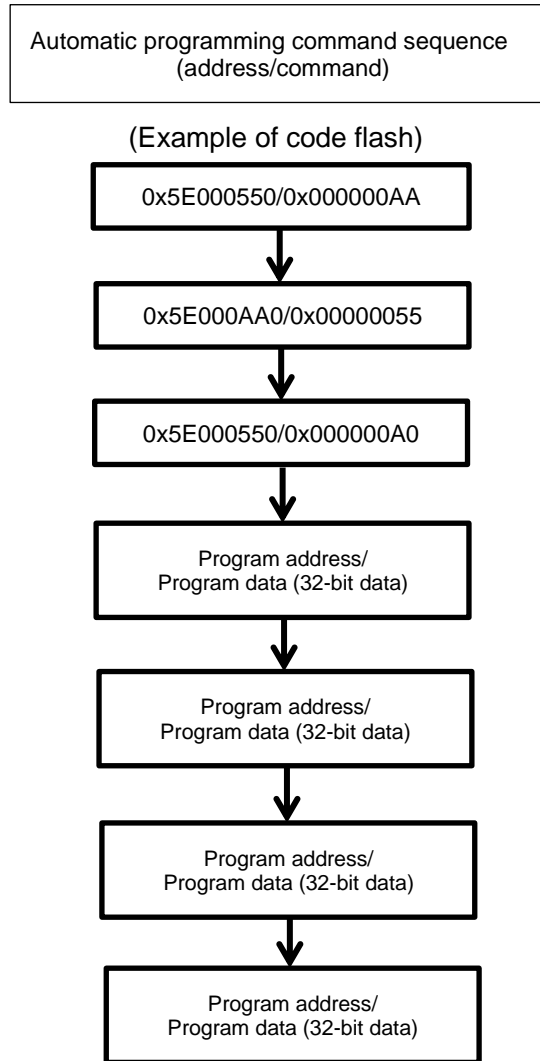 Automatic programming command sequence
(address/command)
(Example of code flash)
0x5E000550/0x000000AA
0x5E000AA0/0x00000055
0x5E000550/0x000000A0
Program address/
Program data (32-bit data)
Program address/
Program data (32-bit data)
Program address/
Program data (32-bit data)
Program address/
Program data (32-bit data)